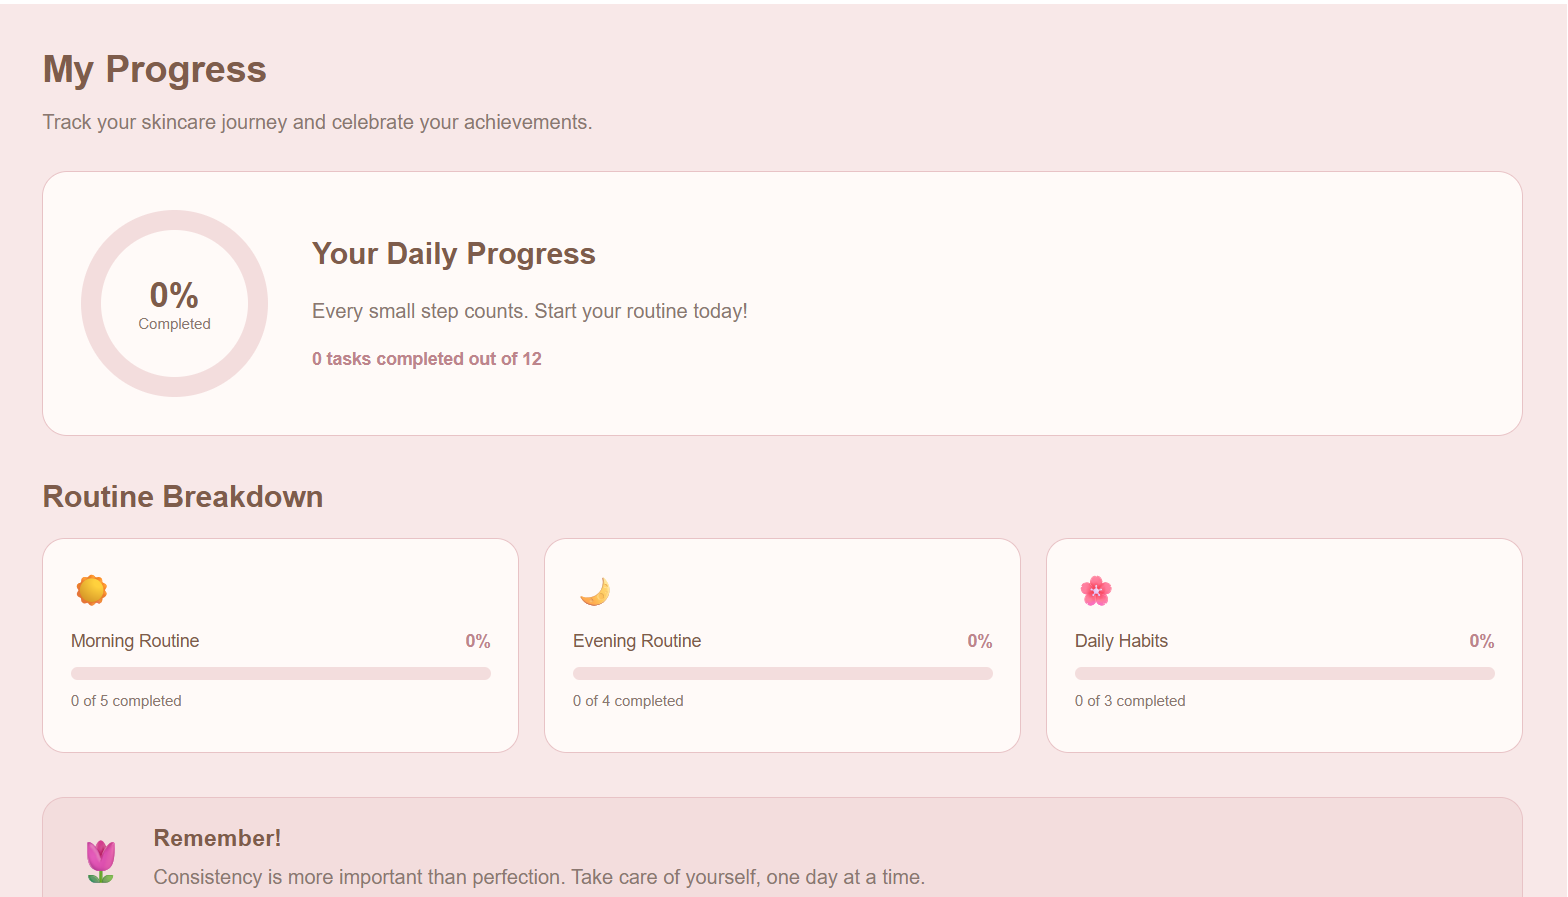 My Progress
Track your skincare journey and celebrate your achievements.
0%
Completed
Your Daily Progress
Every small step counts. Start your routine today!
0 tasks completed out of 12
Routine Breakdown
Morning Routine 0%
0 of 5 completed
Evening Routine 0%
0 of 4 completed
Daily Habits 0%
0 of 3 completed
Remember!
Consistency is more important than perfection. Take care of yourself, one day at a time.